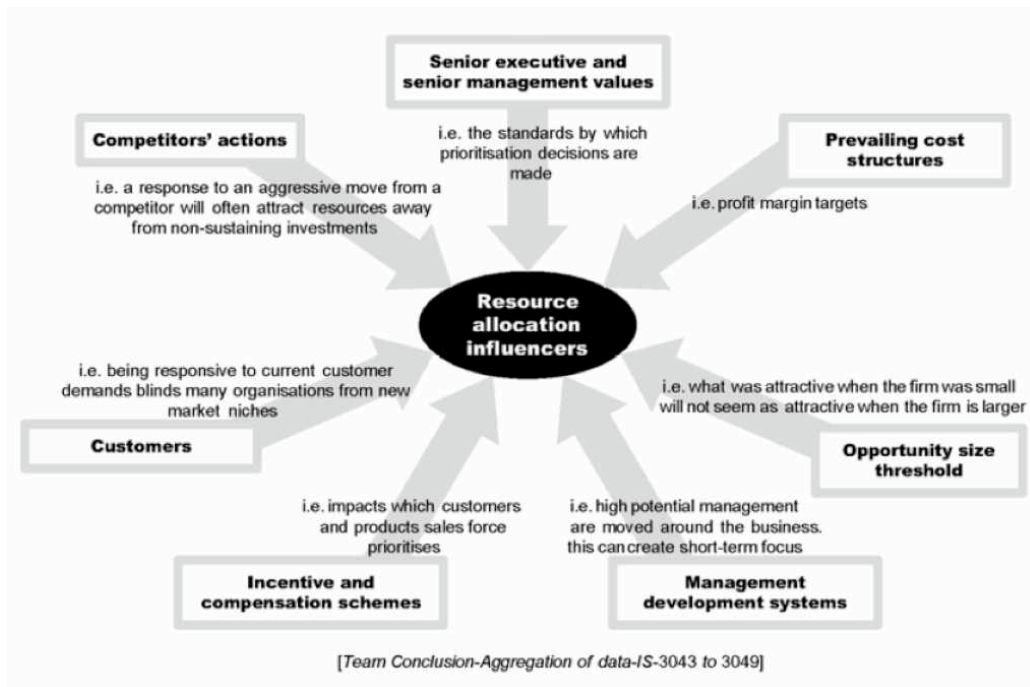 Senior executive and
senior management values
i.e. the standards by which
prioritisation decisions are
made
Competitors' actions
i.e. a response to an aggressive move from a
competitor will often attract resources away
from non-sustaining investments
Prevailing cost
structures
i.e. profit margin targets
Resource
allocation
influencers
i.e. being responsive to current customer
demands blinds many organisations from new
market niches
Customers
i.e. what was attractive when the firm was small
will not seem as attractive when the firm is larger
Opportunity size
threshold
i.e. impacts which customers
and products sales force
prioritises
Incentive and
compensation schemes
i.e. high potential management
are moved around the business.
this can create short-term focus
Management
development systems
[Team Conclusion-Aggregation of data-IS-3043 to 3049]